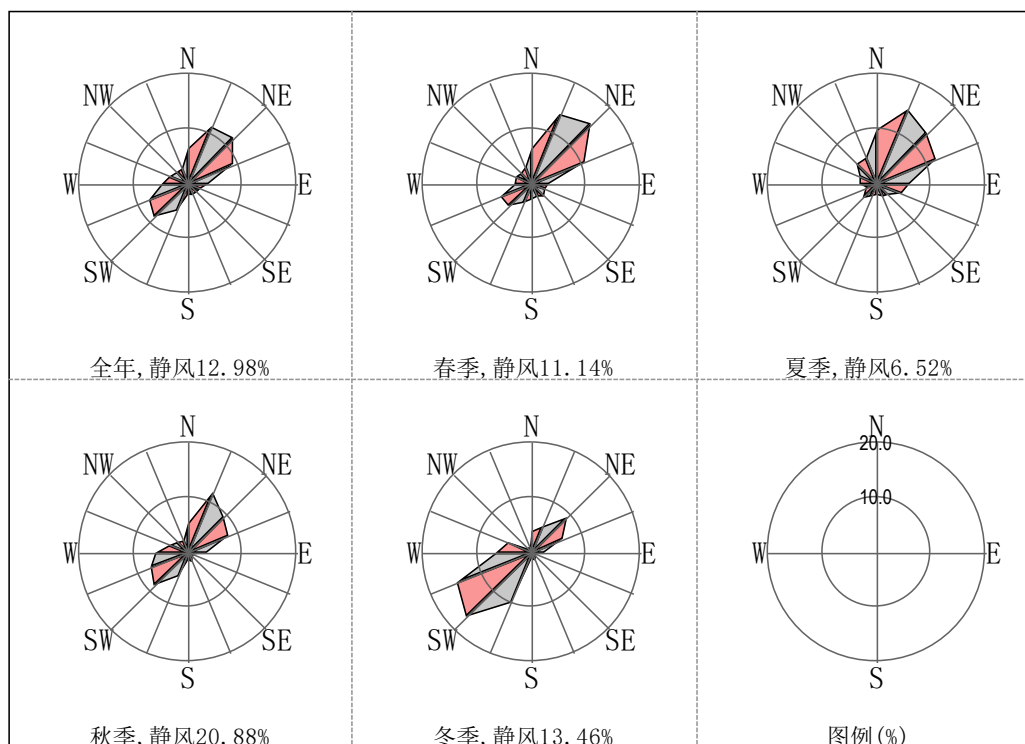 N
NW NE
W E
SW SE
S
全年,静风12.98%
N
NW NE
W E
SW SE
S
春季,静风11.14%
N
NW NE
W E
SW SE
S
夏季,静风6.52%
N
NW NE
W E
SW SE
S
秋季,静风20.88%
N
NW NE
W E
SW SE
S
冬季,静风13.46%
N
20.0
10.0
W E
S
图例(%)